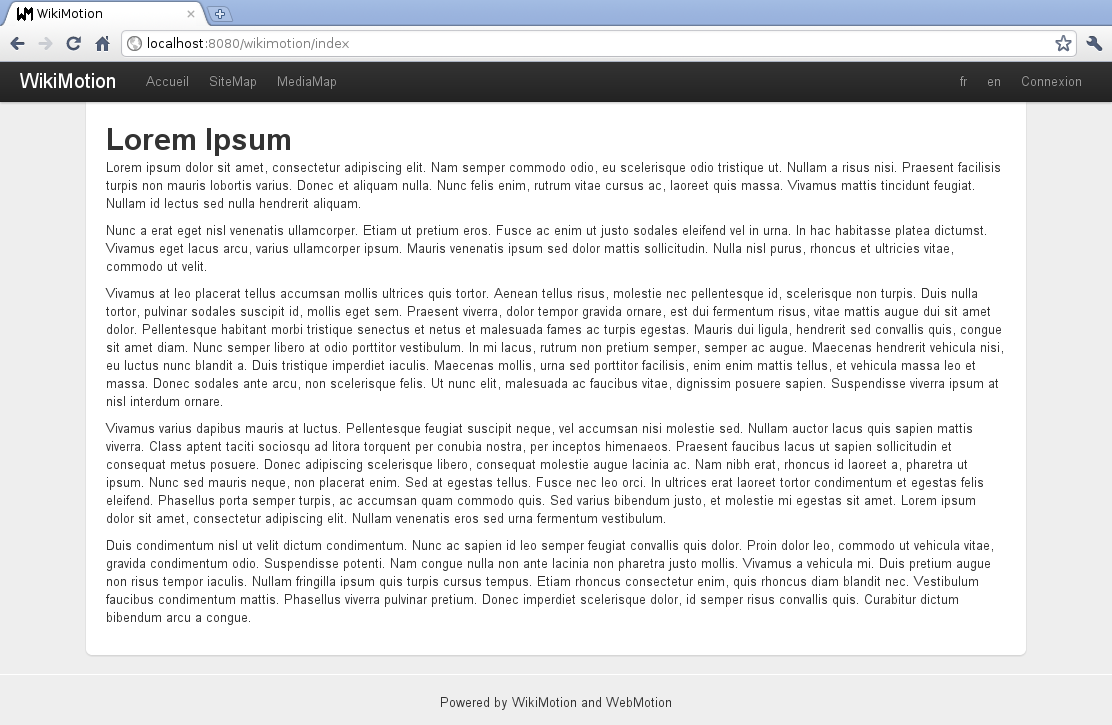 WikiMotion
localhost:8080/wikimotion/index
WikiMotion Accueil SiteMap MediaMap fr en Connexion
Lorem Ipsum
Lorem ipsum dolor sit amet, consectetur adipiscing elit. Nam semper commodo odio, eu scelerisque odio tristique ut. Nullam a risus nisi. Praesent facilisis
turpis non mauris lobortis varius. Donec et aliquam nulla. Nunc felis enim, rutrum vitae cursus ac, laoreet quis massa. Vivamus mattis tincidunt feugiat.
Nullam id lectus sed nulla hendrerit aliquam.
Nunc a erat eget nisl venenatis ullamcorper. Etiam ut pretium eros. Fusce ac enim ut justo sodales eleifend vel in urna. In hac habitasse platea dictumst.
Vivamus eget lacus arcu, varius ullamcorper ipsum. Mauris venenatis ipsum sed dolor mattis sollicitudin. Nulla nisl purus, rhoncus et ultricies vitae,
commodo ut velit.
Vivamus at leo placerat tellus accumsan mollis ultrices quis tortor. Aenean tellus risus, molestie nec pellentesque id, scelerisque non turpis. Duis nulla
tortor, pulvinar sodales suscipit id, mollis eget sem. Praesent viverra, dolor tempor gravida ornare, est dui fermentum risus, vitae mattis augue dui sit amet
dolor. Pellentesque habitant morbi tristique senectus et netus et malesuada fames ac turpis egestas. Mauris dui ligula, hendrerit sed convallis quis, congue
sit amet diam. Nunc semper libero at odio porttitor vestibulum. In mi lacus, rutrum non pretium semper, semper ac augue. Maecenas hendrerit vehicula nisi,
eu luctus nunc blandit a. Duis tristique imperdiet iaculis. Maecenas mollis, urna sed porttitor facilisis, enim enim mattis tellus, et vehicula massa leo et
massa. Donec sodales ante arcu, non scelerisque felis. Ut nunc elit, malesuada ac faucibus vitae, dignissim posuere sapien. Suspendisse viverra ipsum at
nisl interdum ornare.
Vivamus varius dapibus mauris at luctus. Pellentesque feugiat suscipit neque, vel accumsan nisi molestie sed. Nullam auctor lacus quis sapien mattis
viverra. Class aptent taciti sociosqu ad litora torquent per conubia nostra, per inceptos himenaeos. Praesent faucibus lacus ut sapien sollicitudin et
consequat metus posuere. Donec adipiscing scelerisque libero, consequat molestie augue lacinia ac. Nam nibh erat, rhoncus id laoreet a, pharetra ut
ipsum. Nunc sed mauris neque, non placerat enim. Sed at egestas tellus. Fusce nec leo orci. In ultrices erat laoreet tortor condimentum et egestas felis
eleifend. Phasellus porta semper turpis, ac accumsan quam commodo quis. Sed varius bibendum justo, et molestie mi egestas sit amet. Lorem ipsum
dolor sit amet, consectetur adipiscing elit. Nullam venenatis eros sed urna fermentum vestibulum.
Duis condimentum nisl ut velit dictum condimentum. Nunc ac sapien id leo semper feugiat convallis quis dolor. Proin dolor leo, commodo ut vehicula vitae,
gravida condimentum odio. Suspendisse potenti. Nam congue nulla non ante lacinia non pharetra justo mollis. Vivamus a vehicula mi. Duis pretium augue
non risus tempor iaculis. Nullam fringilla ipsum quis turpis cursus tempus. Etiam rhoncus consectetur enim, quis rhoncus diam blandit nec. Vestibulum
faucibus condimentum mattis. Phasellus viverra pulvinar pretium. Donec imperdiet scelerisque dolor, id semper risus convallis quis. Curabitur dictum
bibendum arcu a congue.
Powered by WikiMotion and WebMotion